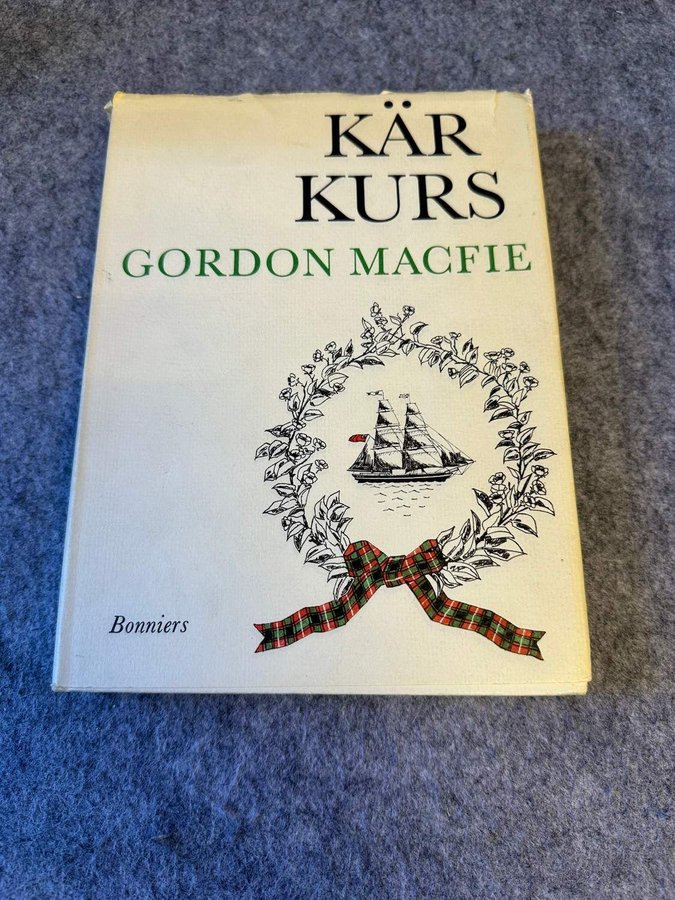 KÄR
KURS
GORDON MACFIE
Bonniers